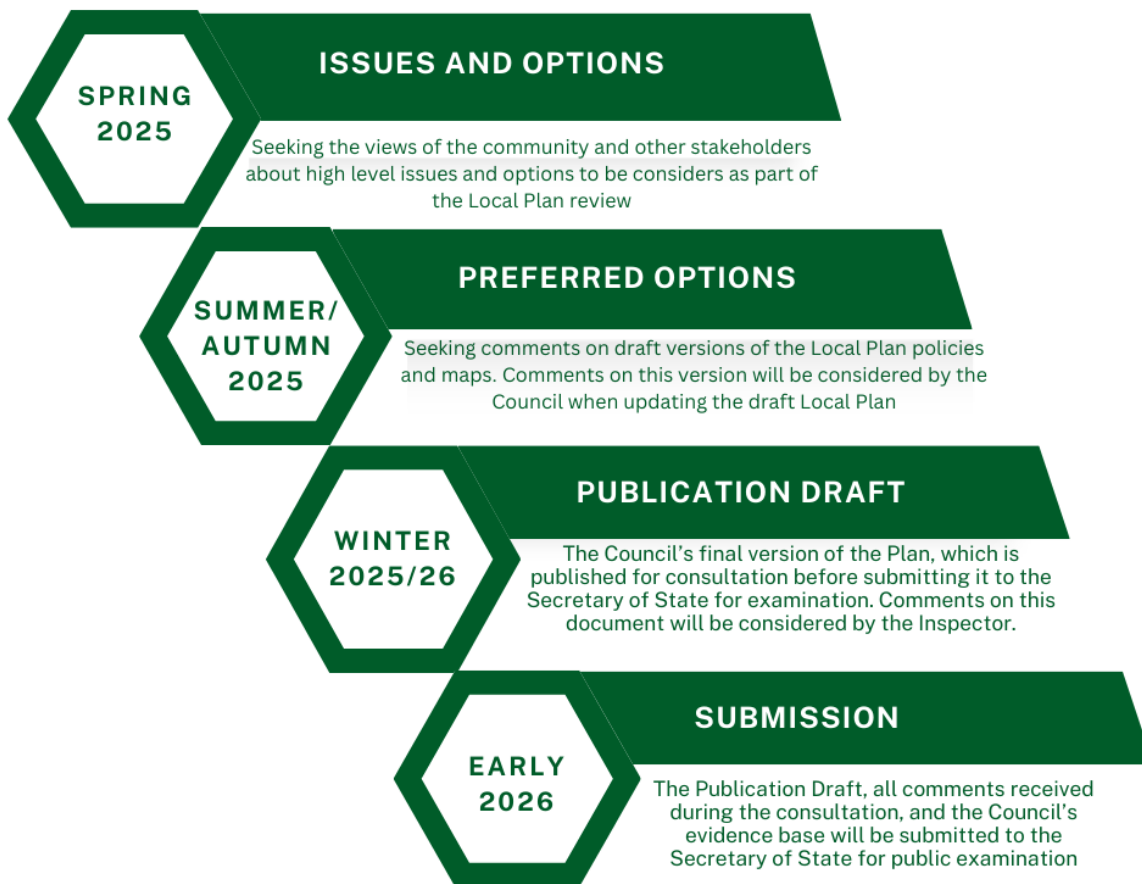 SPRING
2025
ISSUES AND OPTIONS
Seeking the views of the community and other stakeholders
about high level issues and options to be considers as part of
the Local Plan review
SUMMER/
AUTUMN
2025
PREFERRED OPTIONS
Seeking comments on draft versions of the Local Plan policies
and maps. Comments on this version will be considered by the
Council when updating the draft Local Plan
WINTER
2025/26
PUBLICATION DRAFT
The Council’s final version of the Plan, which is
published for consultation before submitting it to the
Secretary of State for examination. Comments on this
document will be considered by the Inspector.
EARLY
2026
SUBMISSION
The Publication Draft, all comments received
during the consultation, and the Council’s
evidence base will be submitted to the
Secretary of State for public examination